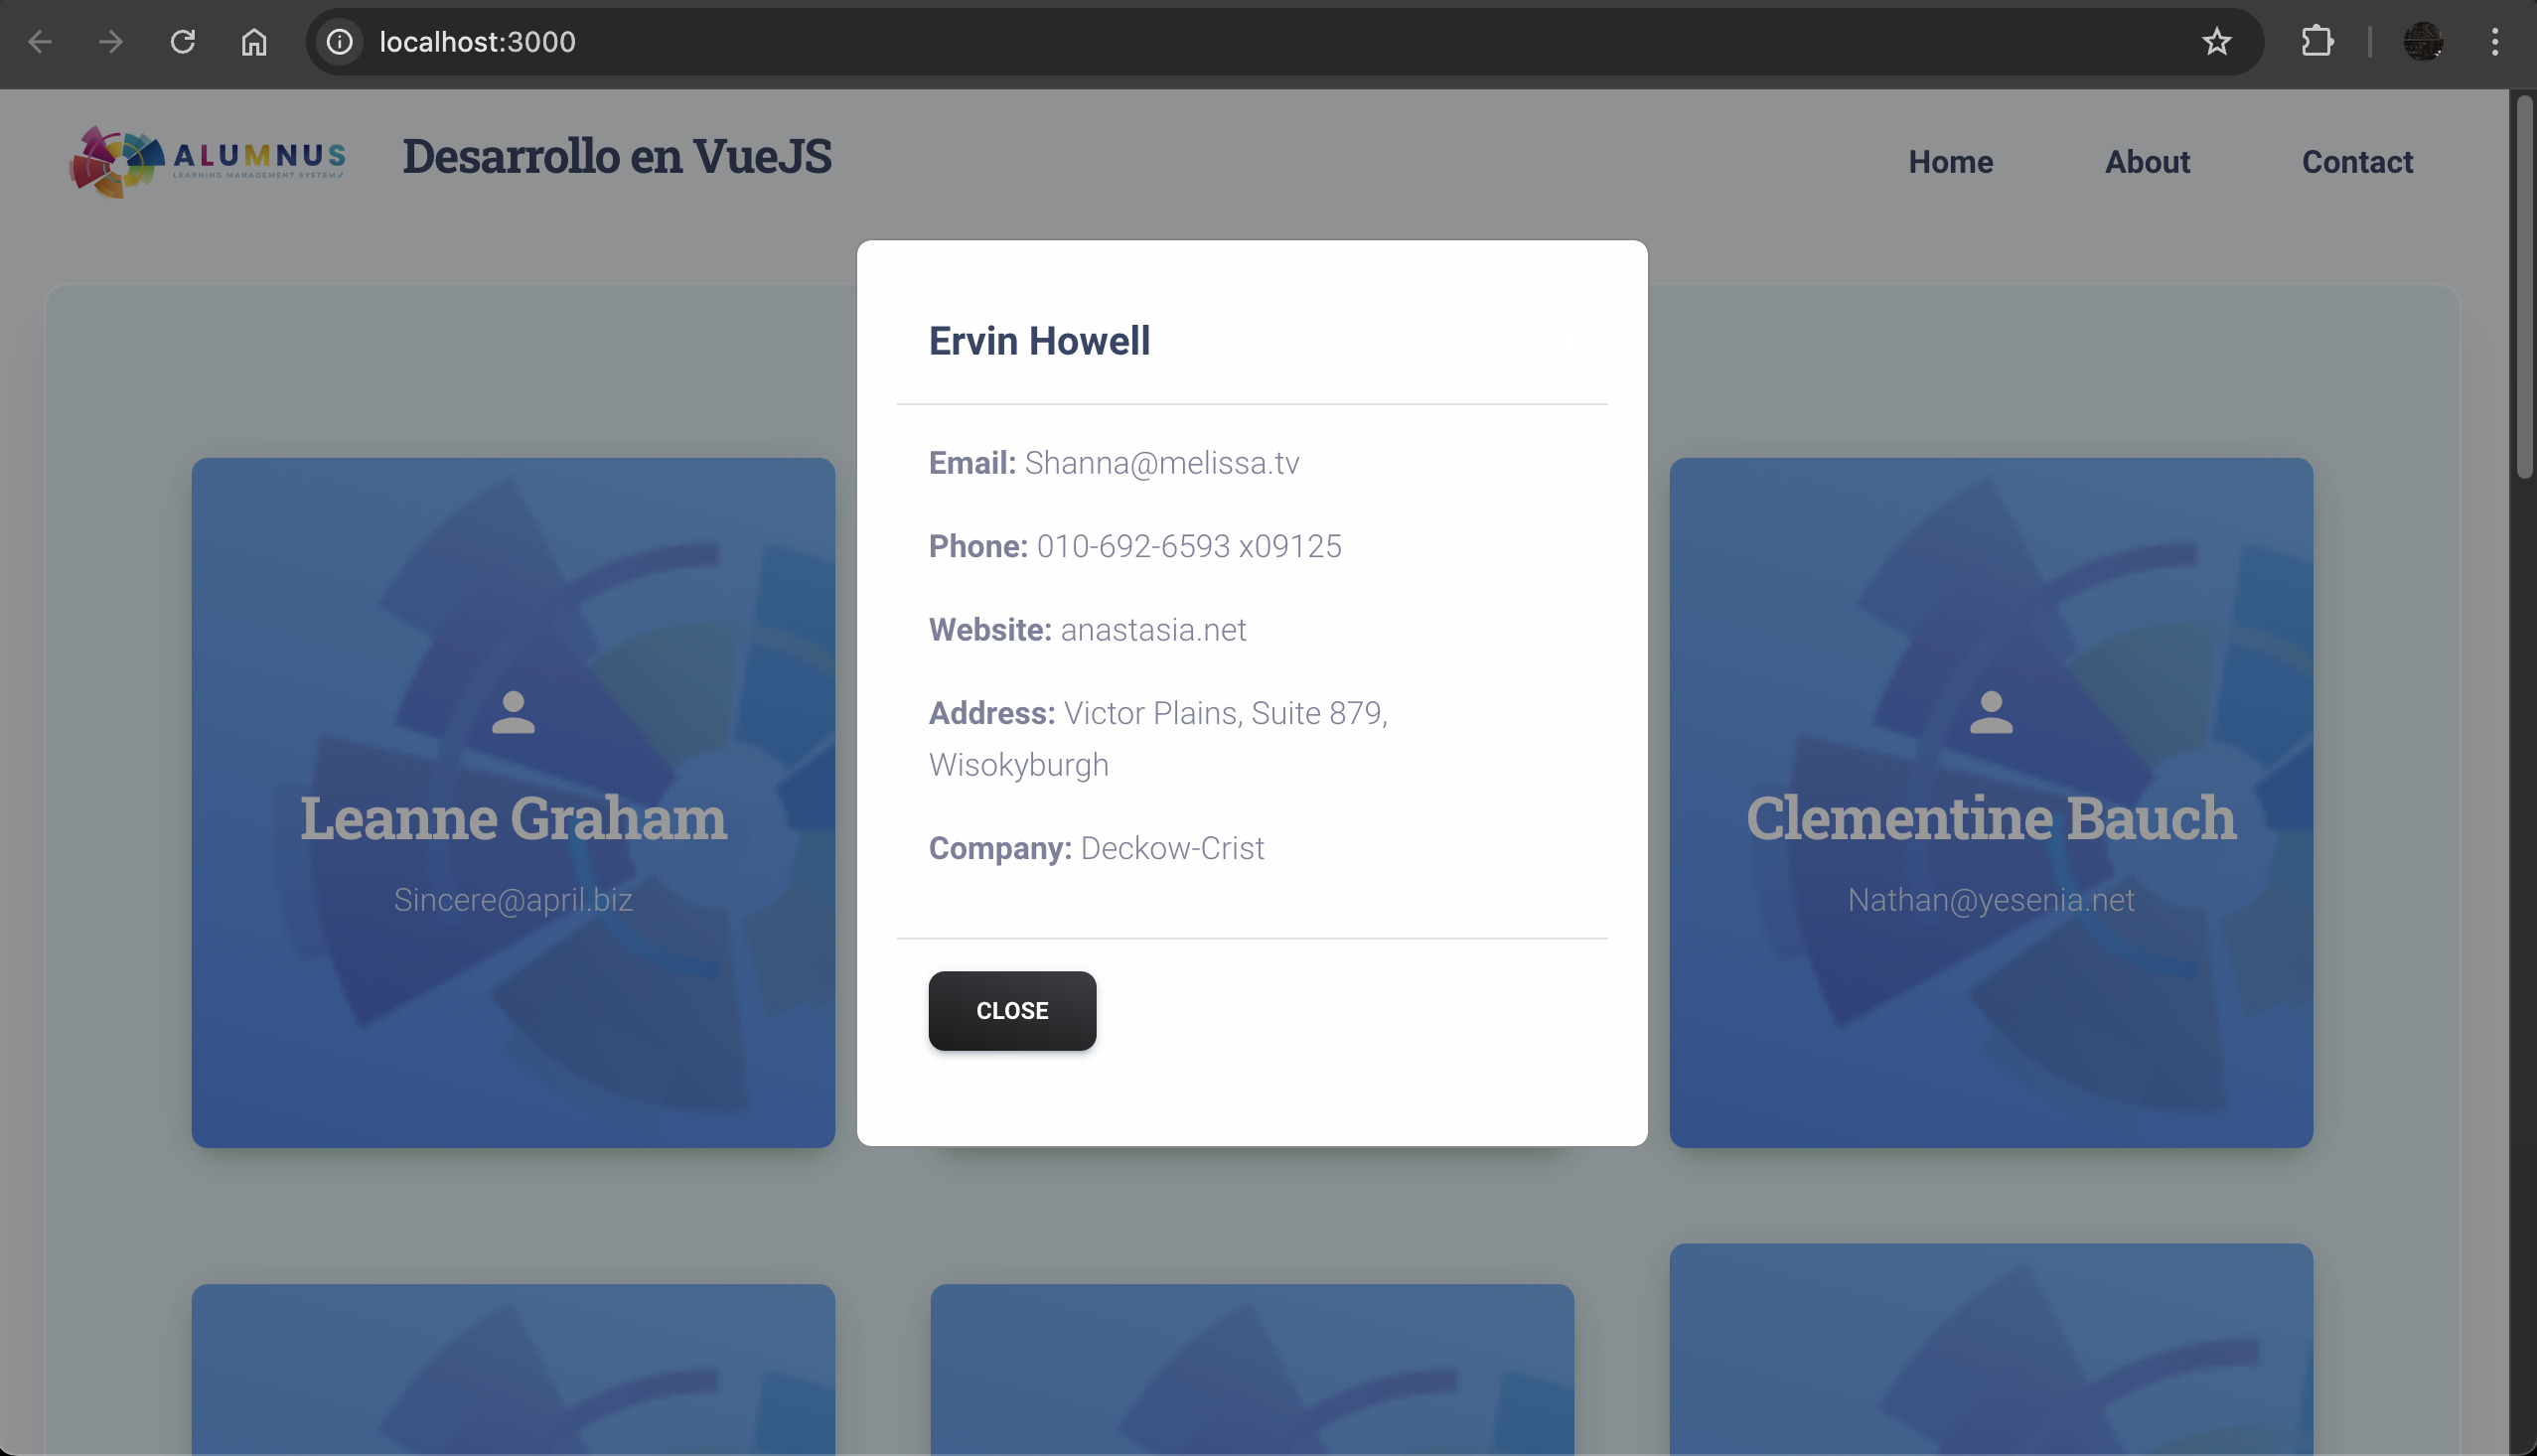 localhost:3000
ALUMNUS
LEARNING MANAGEMENT SYSTEM
Desarrollo en VueJS
Home
About
Contact
Ervin Howell
Email: Shanna@melissa.tv
Phone: 010-692-6593 x09125
Website: anastasia.net
Address: Victor Plains, Suite 879,
Wisokyburgh
Company: Deckow-Crist
CLOSE
Leanne Graham
Sincere@april.biz
Clementine Bauch
Nathan@yesenia.net